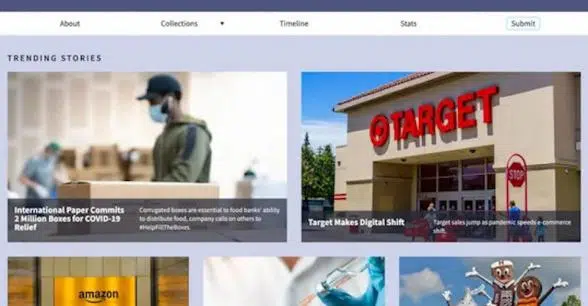 About
Collections
Timeline
Stats
Submit
TRENDING STORIES
International Paper Commits
2 Million Boxes for COVID-19
Relief
Corrugated boxes are essential to food banks' ability
to distribute food, company calls on others to
#HelpFillTheBoxes.
TARGET
STOP
Target Makes Digital Shift
Target sales jump as pandemic speeds e-commerce
shift.
amazon